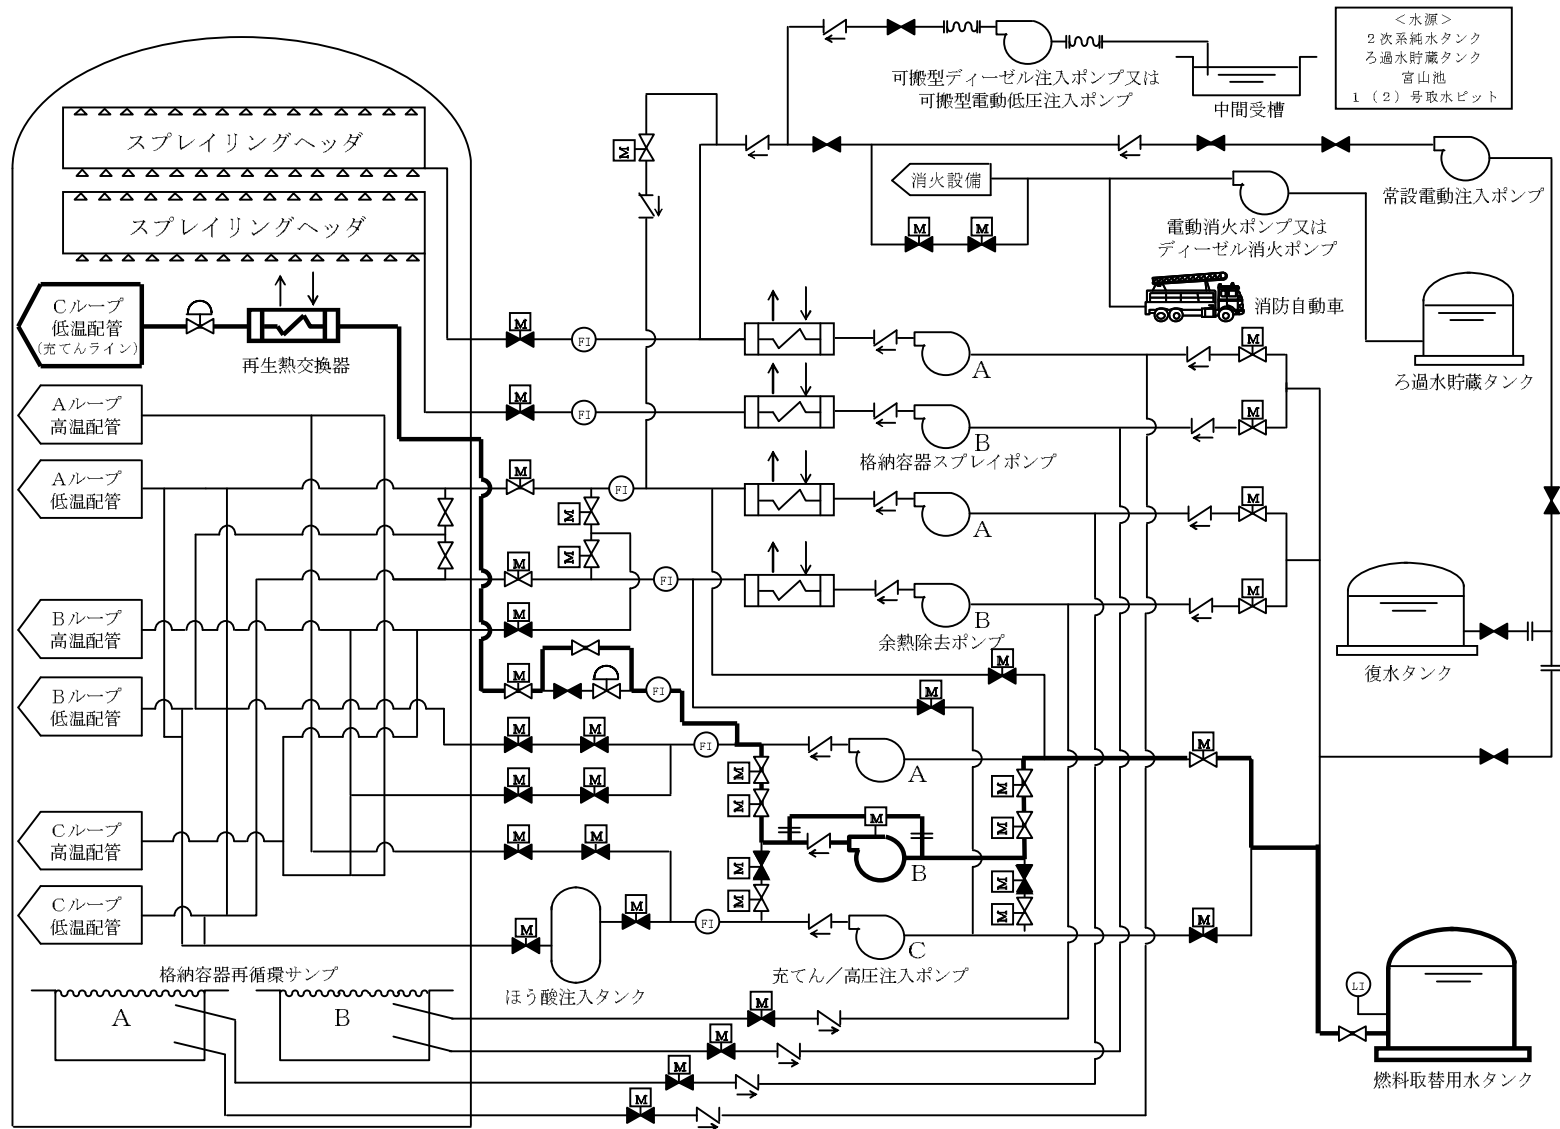 <水源>
2次系純水タンク
ろ過水貯蔵タンク
宮山池
1(2)号取水ピット
可搬型ディーゼル注入ポンプ又は
可搬型電動低圧注入ポンプ
中間受槽
スプレイリングヘッダ
M
消火設備
常設電動注入ポンプ
スプレイリングヘッダ
M
M
電動消火ポンプ又は
ディーゼル消火ポンプ
Cループ
低温配管
(充てんライン)
再生熱交換器
消防自動車
M
FI
A
M
ろ過水貯蔵タンク
Aループ
高温配管
M
FI
B
M
格納容器スプレイポンプ
Aループ
低温配管
M
FI
M
A
M
M
M
FI
B
M
Bループ
高温配管
M
余熱除去ポンプ
復水タンク
M
M
FI
M
Bループ
低温配管
M
M
FI
A
M
M
M
M
M
M
M
M
B
Cループ
高温配管
M
M
M
M
M
M
Cループ
低温配管
M
M
FI
C
M
充てん/高圧注入ポンプ
ほう酸注入タンク
格納容器再循環サンプ
A
B
M
M
M
M
LI
燃料取替用水タンク